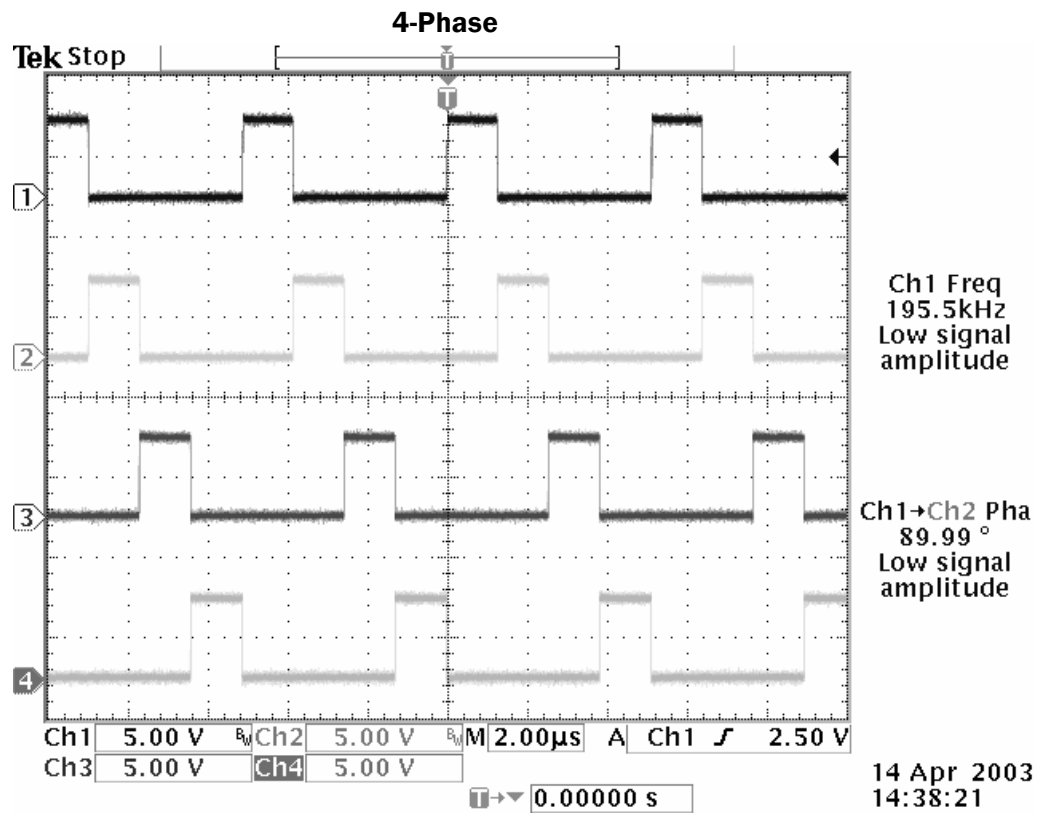 4-Phase
Tek Stop
T
T
1
2
3
4
Ch1 Freq
195.5kHz
Low signal
amplitude
Ch1→Ch2 Pha
89.99 °
Low signal
amplitude
Ch1 5.00 V BW Ch2 5.00 V BW M 2.00µs A Ch1 2.50 V
Ch3 5.00 V Ch4 5.00 V
T→▼ 0.00000 s
14 Apr 2003
14:38:21